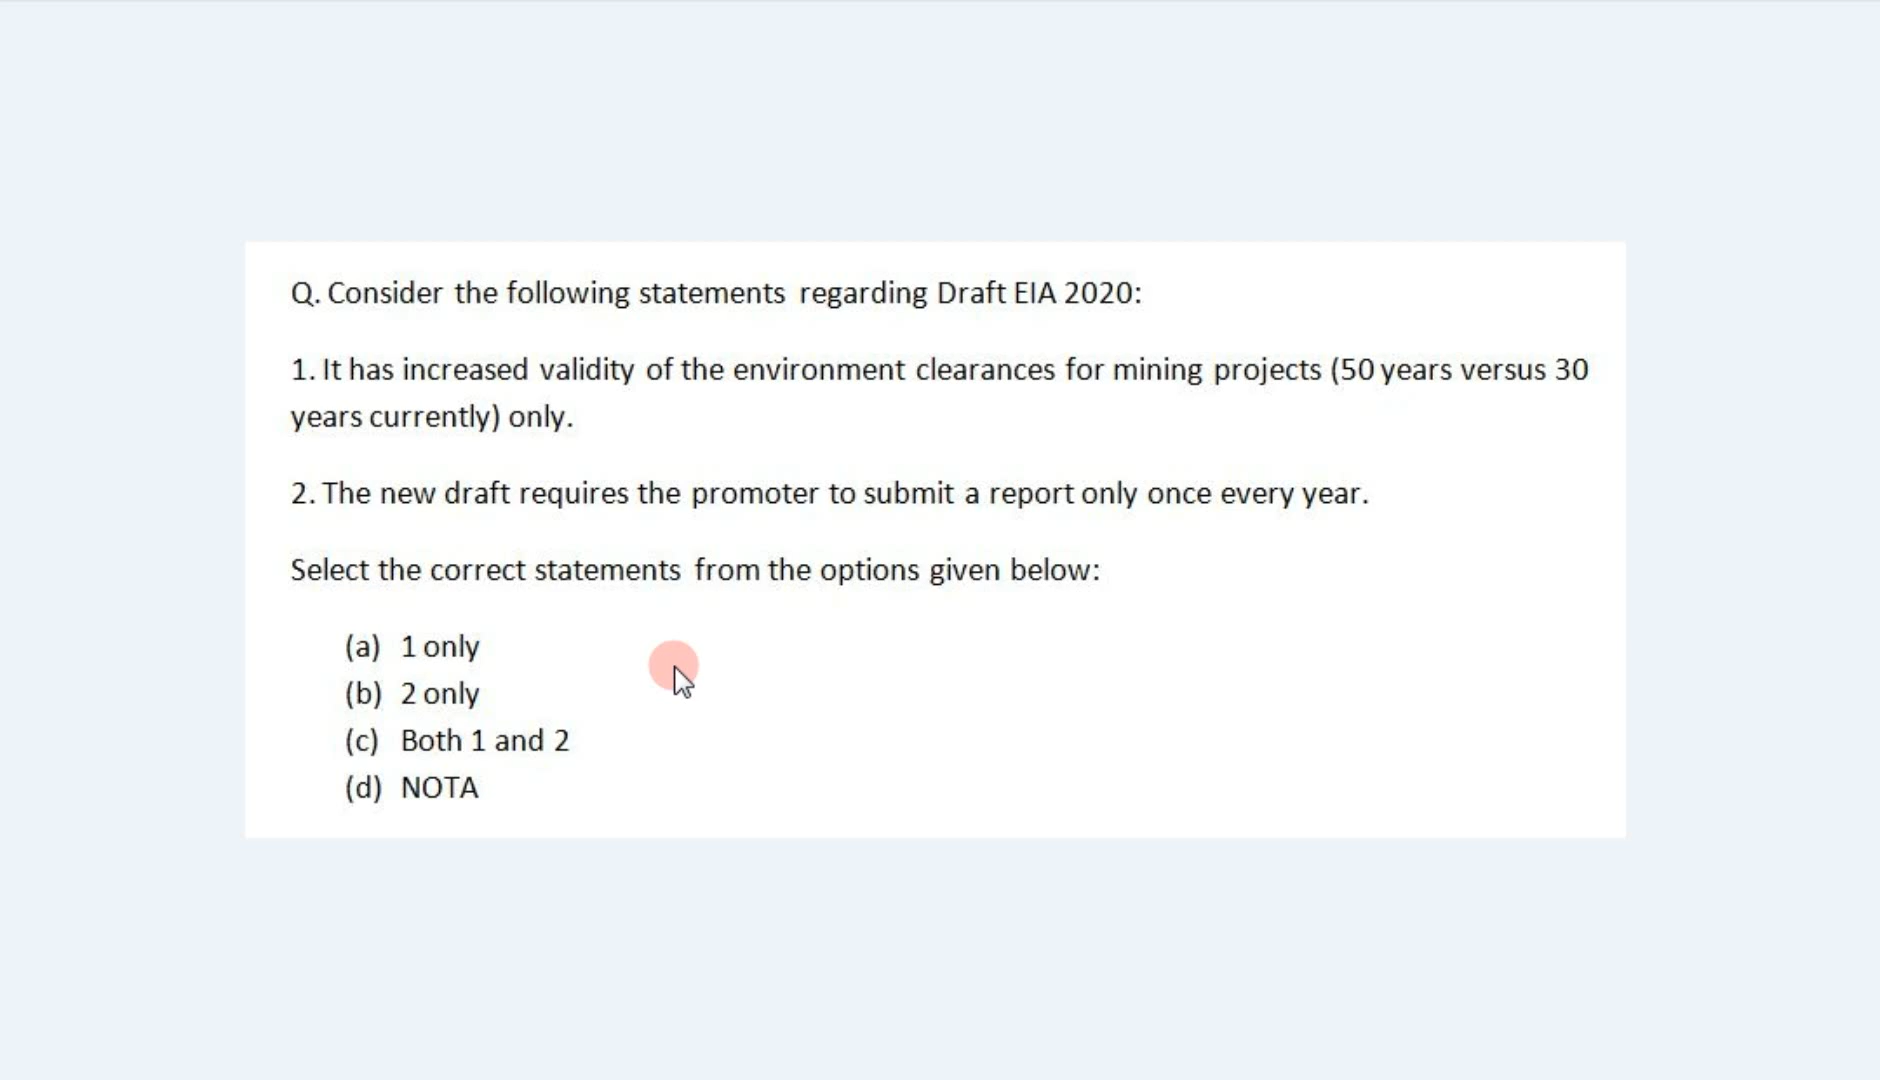 Q. Consider the following statements regarding Draft EIA 2020:
1. It has increased validity of the environment clearances for mining projects (50 years versus 30
years currently) only.
2. The new draft requires the promoter to submit a report only once every year.
Select the correct statements from the options given below:
(a) 1 only
(b) 2 only
(c) Both 1 and 2
(d) NOTA